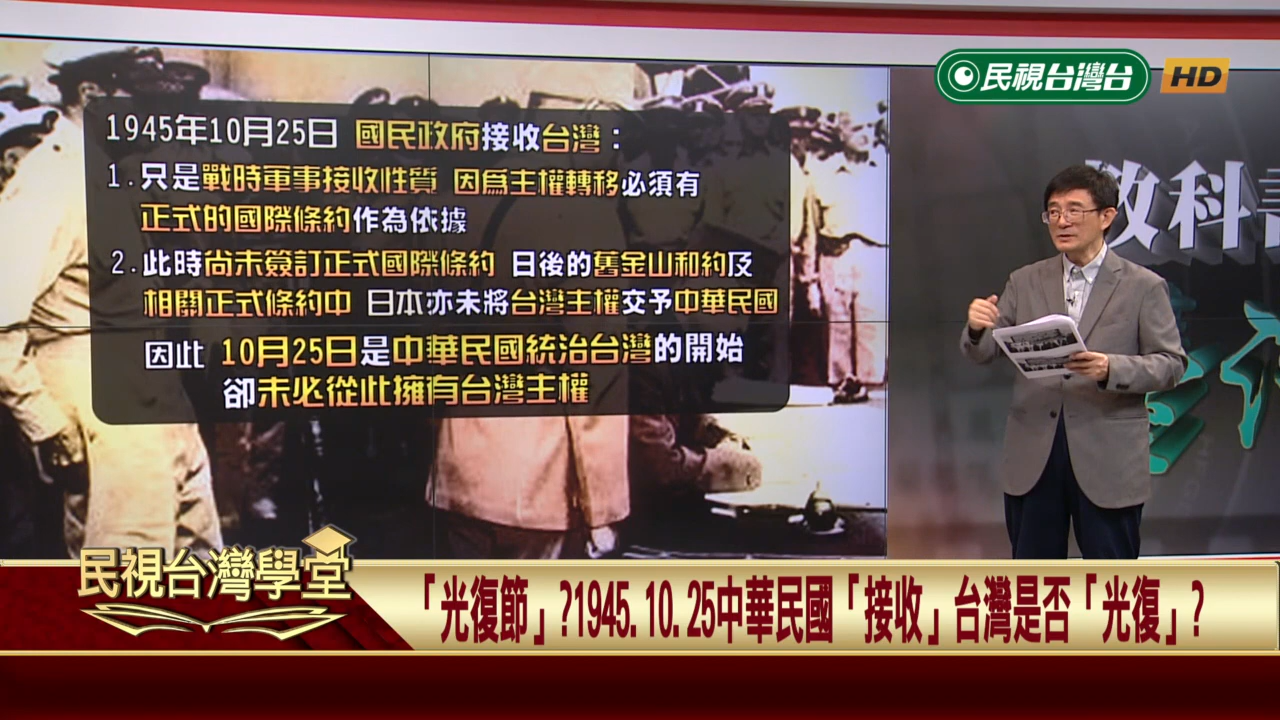 民視台灣台
HD
1945年10月25日 國民政府接收台灣：
1.只是戰時軍事接收性質 因為主權轉移必須有
正式的國際條約作為依據
2.此時尚未簽訂正式國際條約 日後的舊金山和約及
相關正式條約中 日本亦未將台灣主權交予中華民國
因此 10月25日是中華民國統治台灣的開始
卻未必從此擁有台灣主權
教科
民視台灣學堂
「光復節」?1945.10.25中華民國「接收」台灣是否「光復」?